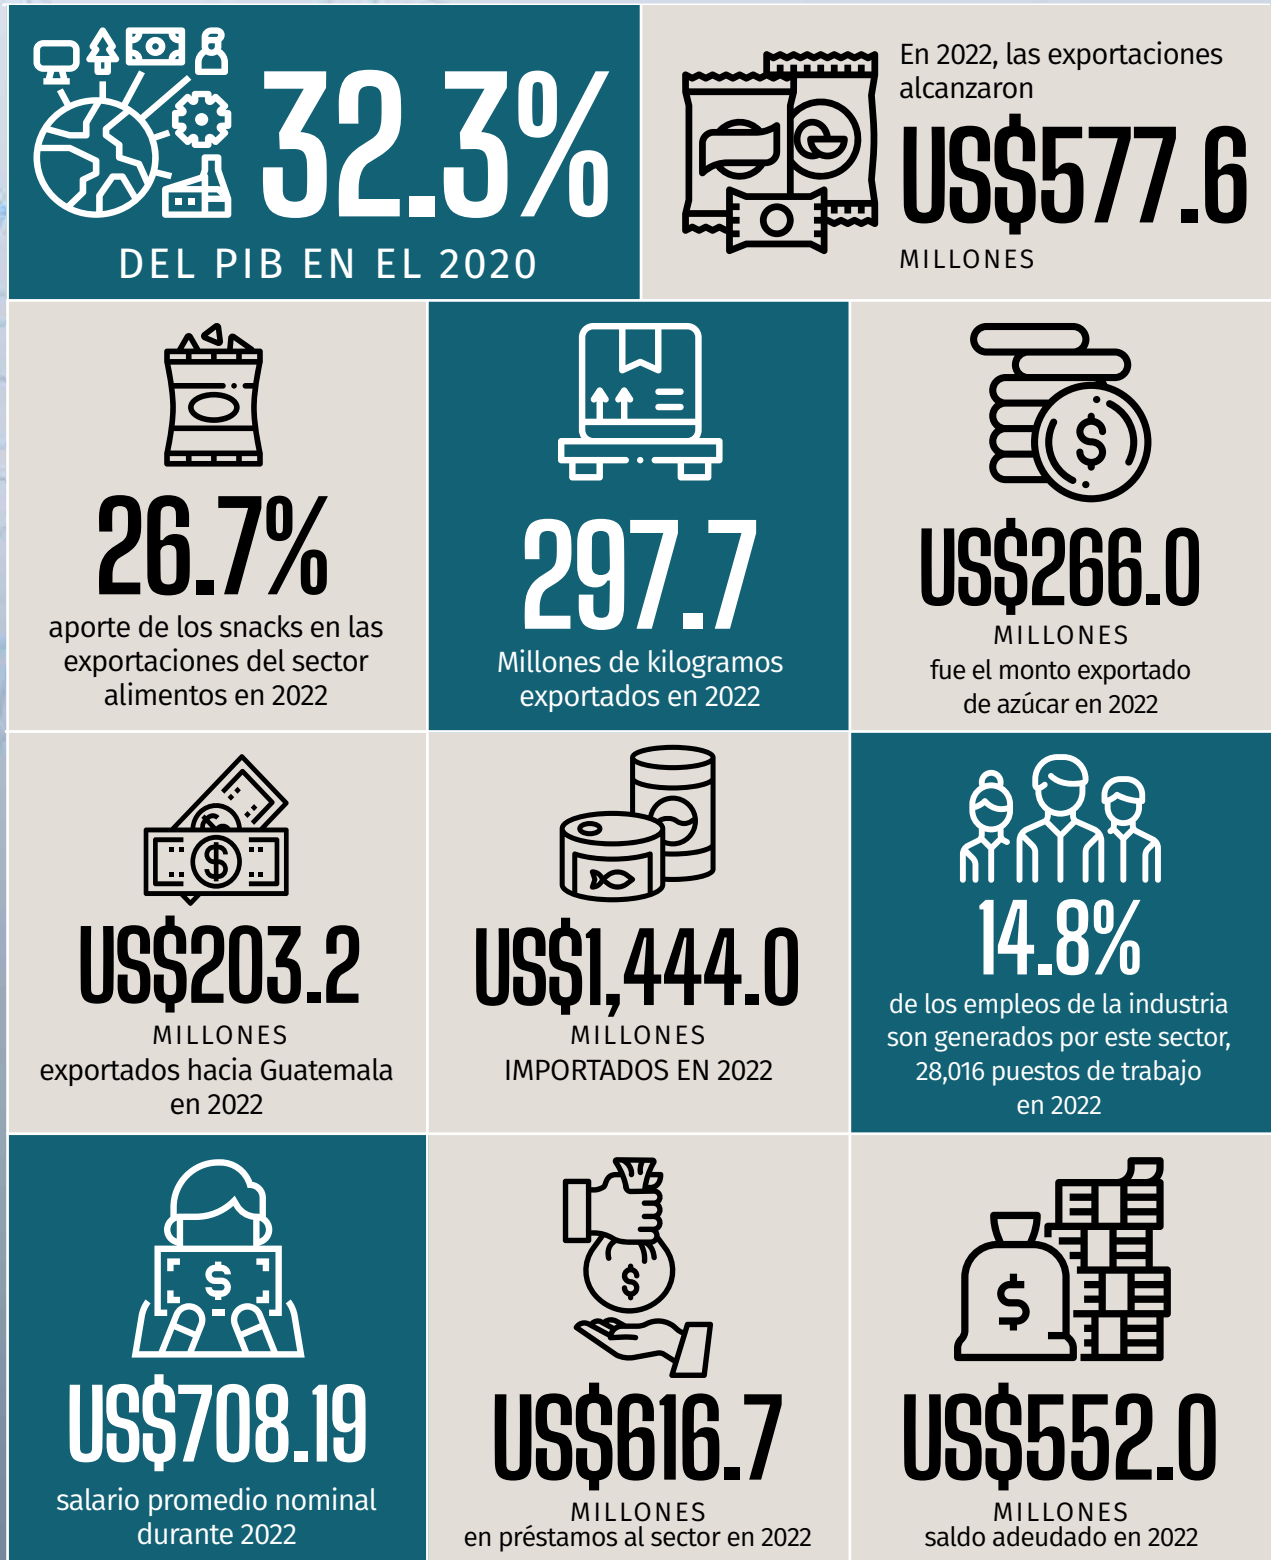 32.3%
DEL PIB EN EL 2020
En 2022, las exportaciones
alcanzaron
US$577.6
MILLONES
26.7%
aporte de los snacks en las
exportaciones del sector
alimentos en 2022
297.7
Millones de kilogramos
exportados en 2022
US$266.0
MILLONES
fue el monto exportado
de azúcar en 2022
US$203.2
MILLONES
exportados hacia Guatemala
en 2022
US$1,444.0
MILLONES
IMPORTADOS EN 2022
14.8%
de los empleos de la industria
son generados por este sector,
28,016 puestos de trabajo
en 2022
US$708.19
salario promedio nominal
durante 2022
US$616.7
MILLONES
en préstamos al sector en 2022
US$552.0
MILLONES
saldo adeudado en 2022